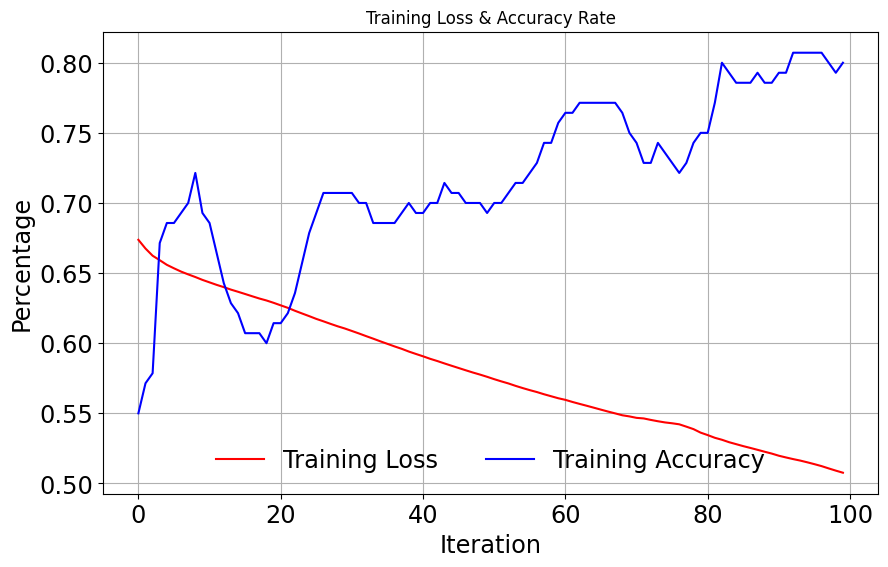 Training Loss & Accuracy Rate
0.80
0.75
0.70
0.65
0.60
0.55
0.50
Percentage
Training Loss Training Accuracy
0 20 40 60 80 100
Iteration